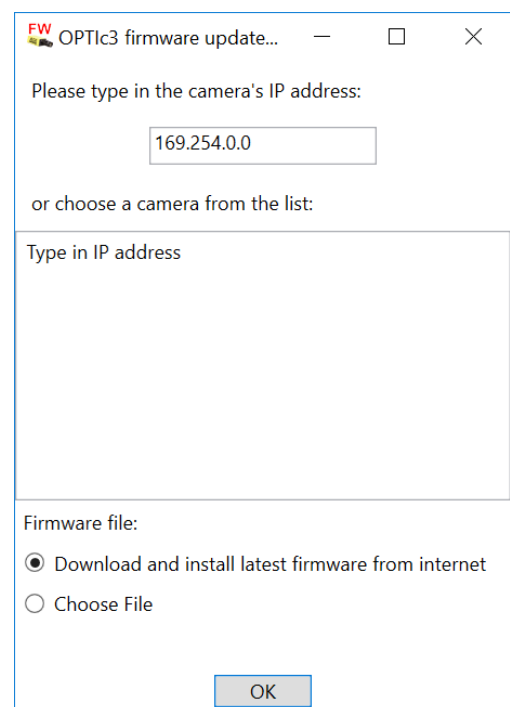 FW
OPTIc3 firmware update...
Please type in the camera's IP address:
169.254.0.0
or choose a camera from the list:
Type in IP address
Firmware file:
Download and install latest firmware from internet
Choose File
OK